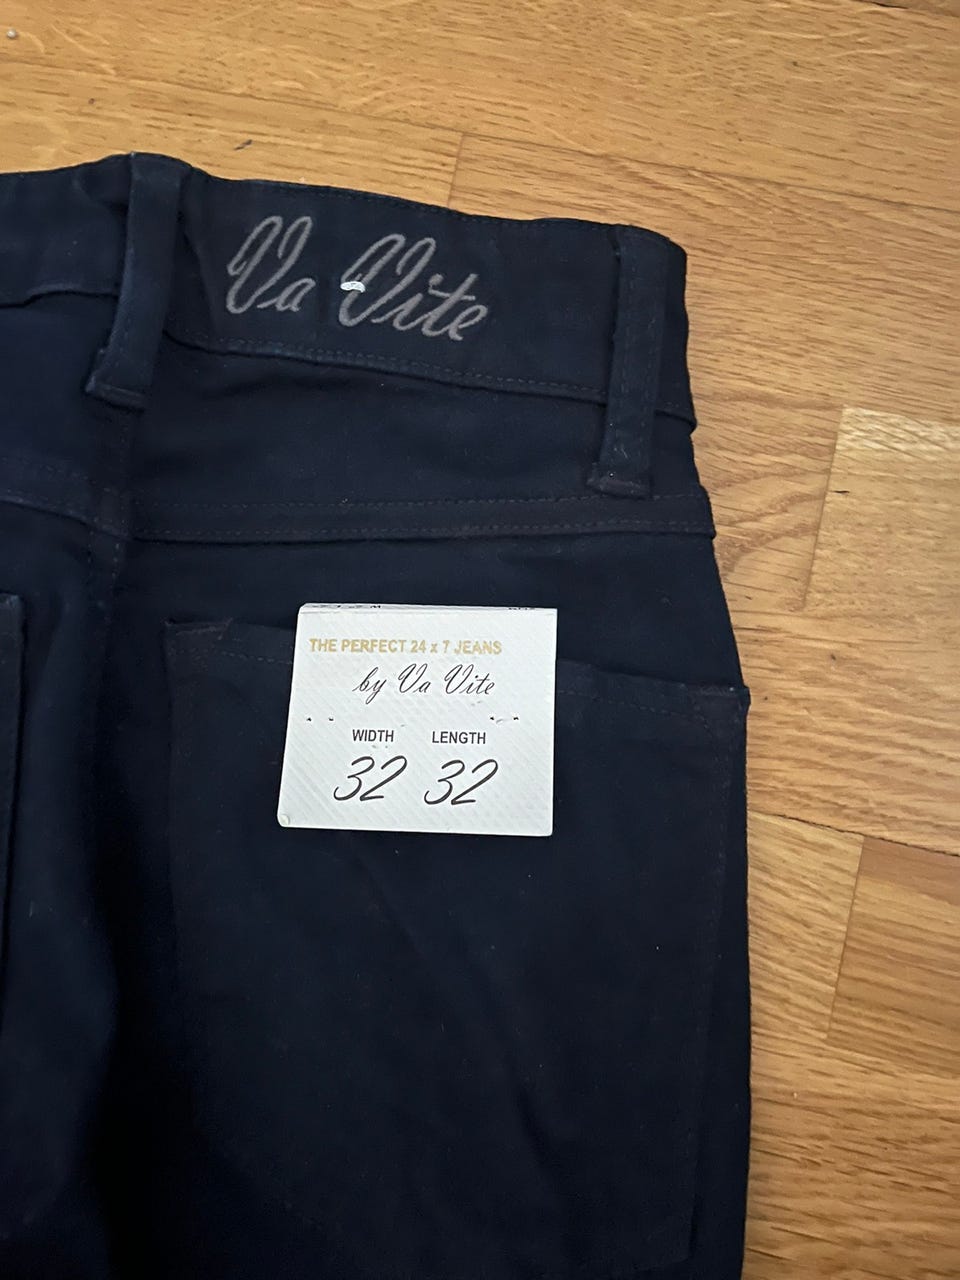 Va Vite
THE PERFECT 24 x 7 JEANS
by Va Vite
WIDTH LENGTH
32 32